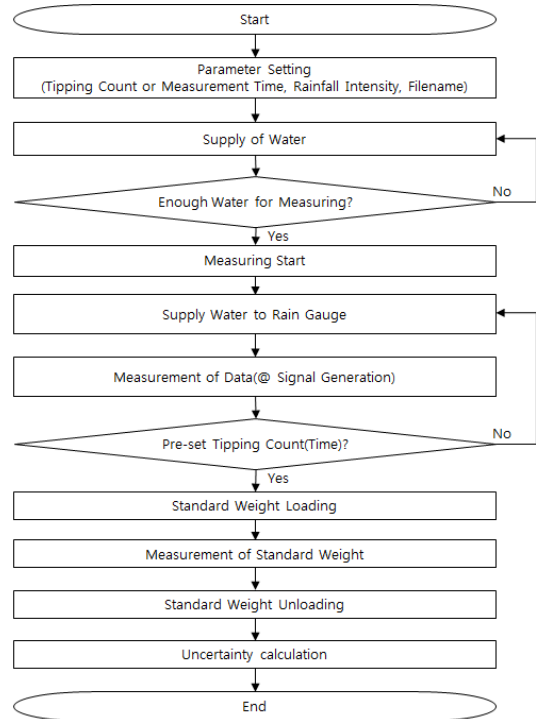 Start
Parameter Setting
(Tipping Count or Measurement Time, Rainfall Intensity, Filename)
Supply of Water
Enough Water for Measuring?
No
Yes
Measuring Start
Supply Water to Rain Gauge
Measurement of Data(@ Signal Generation)
Pre-set Tipping Count(Time)?
No
Yes
Standard Weight Loading
Measurement of Standard Weight
Standard Weight Unloading
Uncertainty calculation
End